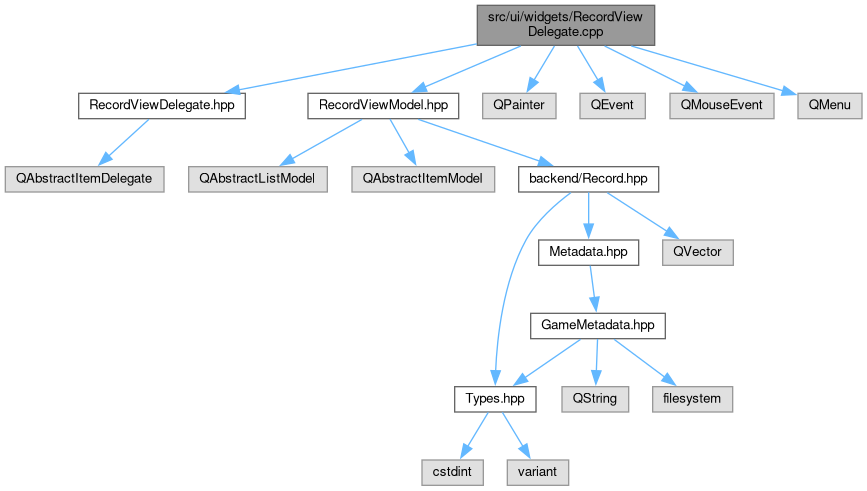 src/ui/widgets/RecordView
Delegate.cpp
RecordViewDelegate.hpp
RecordViewModel.hpp
QPainter
QEvent
QMouseEvent
QMenu
QAbstractItemDelegate
QAbstractListModel
QAbstractItemModel
backend/Record.hpp
Metadata.hpp
QVector
GameMetadata.hpp
Types.hpp
QString
filesystem
cstdint
variant